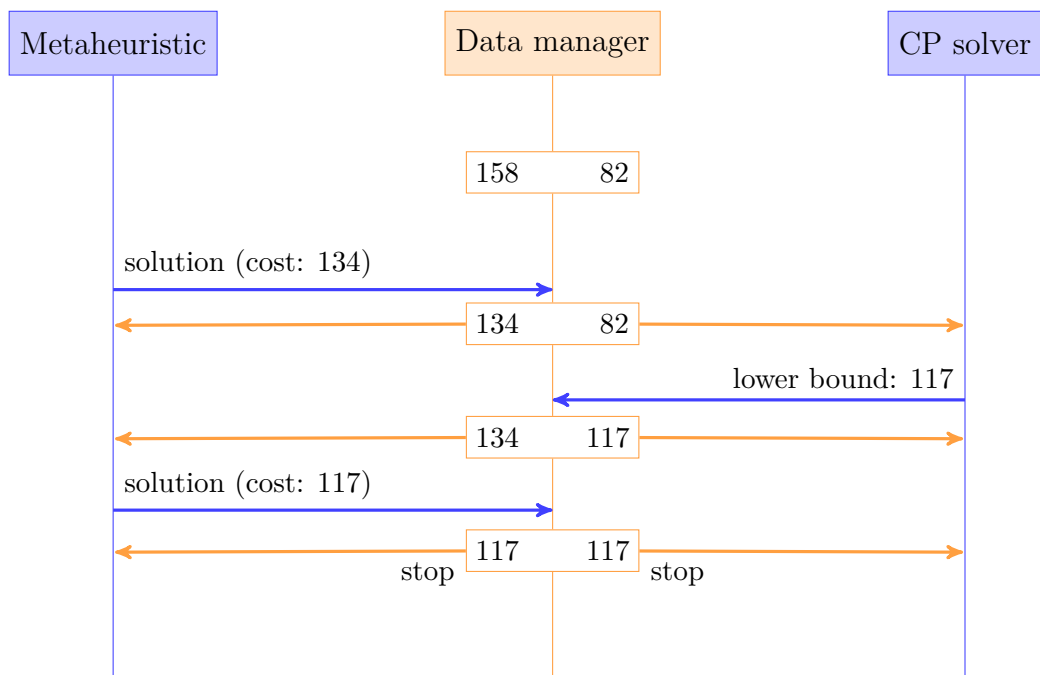 Metaheuristic Data manager CP solver
158 82
solution (cost: 134)
134 82
lower bound: 117
134 117
solution (cost: 117)
117 117
stop stop